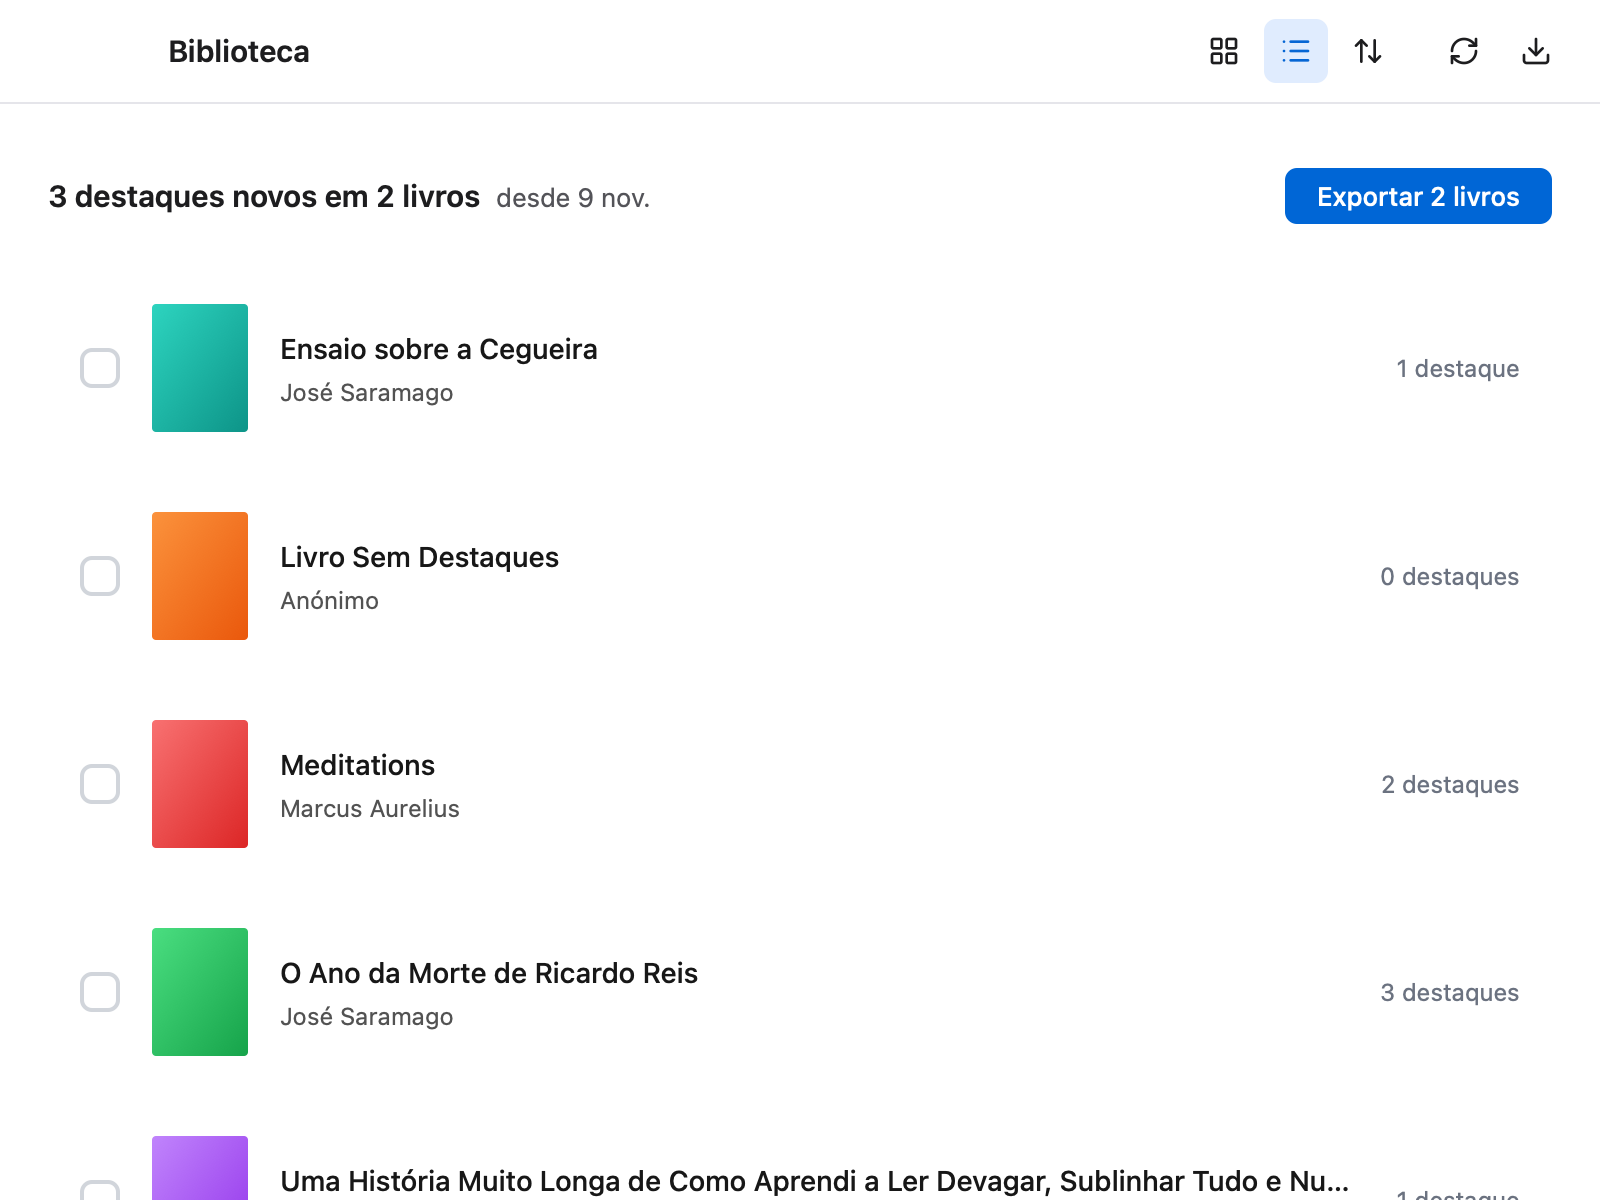 Biblioteca
3 destaques novos em 2 livros desde 9 nov.
Exportar 2 livros
Ensaio sobre a Cegueira
José Saramago
1 destaque
Livro Sem Destaques
Anónimo
0 destaques
Meditations
Marcus Aurelius
2 destaques
O Ano da Morte de Ricardo Reis
José Saramago
3 destaques
Uma História Muito Longa de Como Aprendi a Ler Devagar, Sublinhar Tudo e Nu...
1 destaque